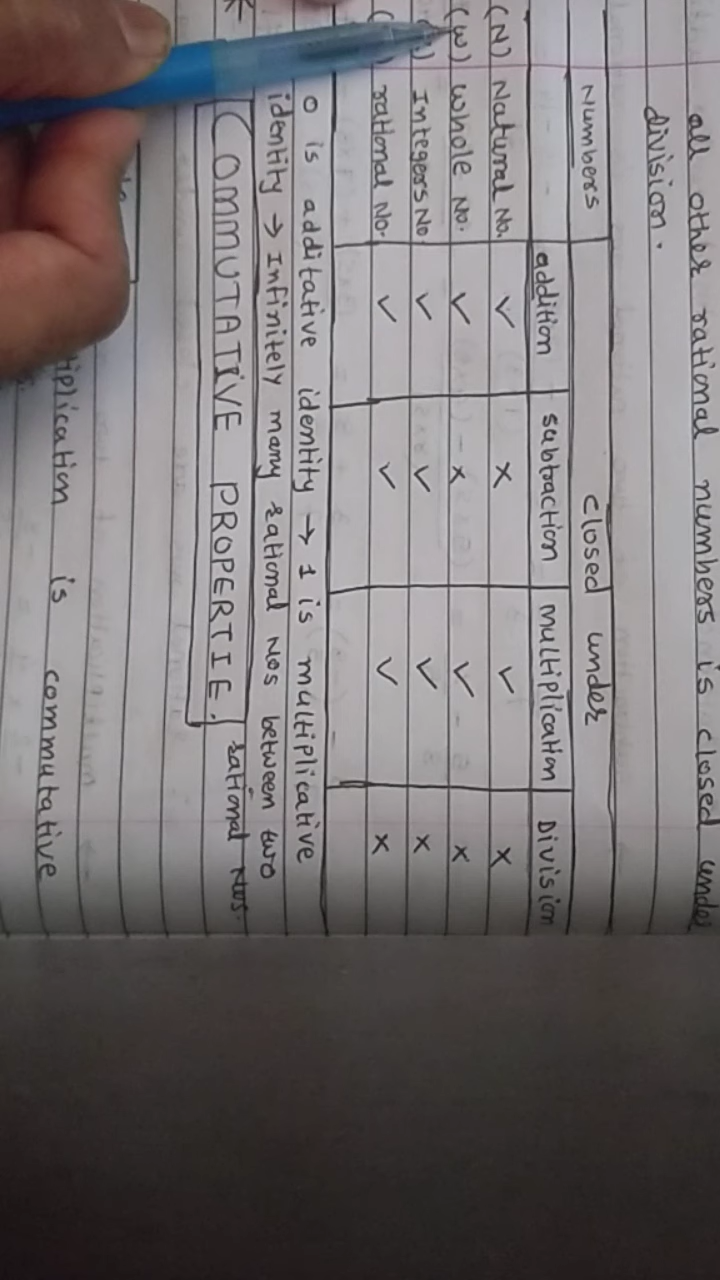 all other rational numbers is closed under
division.
Numbers closed under
addition subtraction multiplication Division
(N) Natural No. ✓ x ✓ x
(W) whole No. ✓ x ✓ x
Integers No. ✓ ✓ ✓ x
rational No. ✓ ✓ ✓ x
0 is additative identity → 1 is multiplicative
identity → Infinitely many rational Nos between two
rational Nos.
COMMUTATIVE PROPERTIE.
is commutative